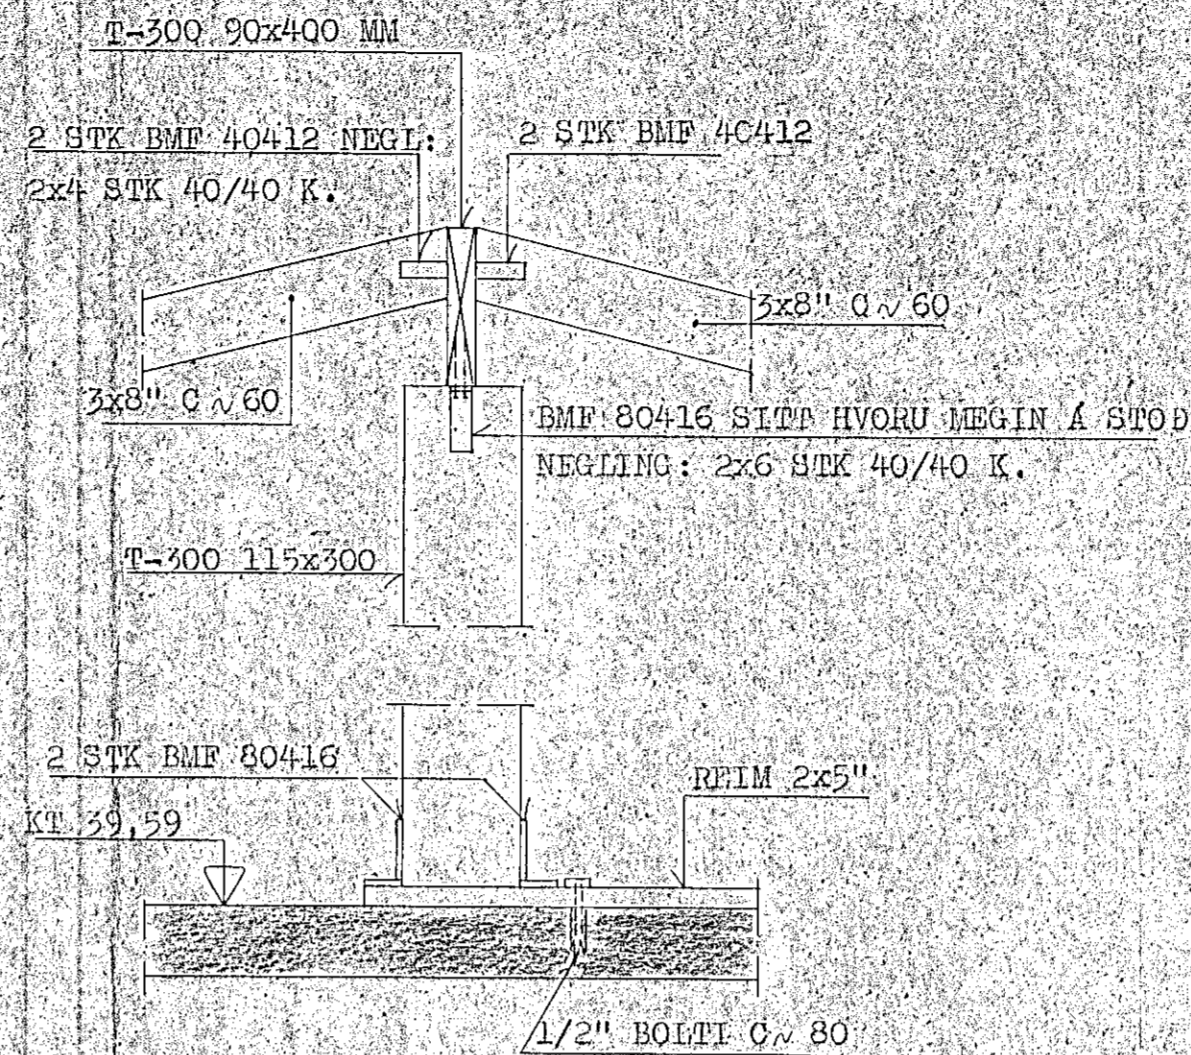 T-300 90x400 MM
2 STK BMF 40412 NEGL:
2x4 STK 40/40 K.
2 STK BMF 40412
3x8" C ~ 60
3x8" C ~ 60
BMF 80416 SITT HVORU MEGIN Á STOÐ
NEGLING: 2x6 STK 40/40 K.
T-300 115x300
2 STK BMF 80416
REIM 2x5"
KT 39,59
1/2" BOLTI C ~ 80